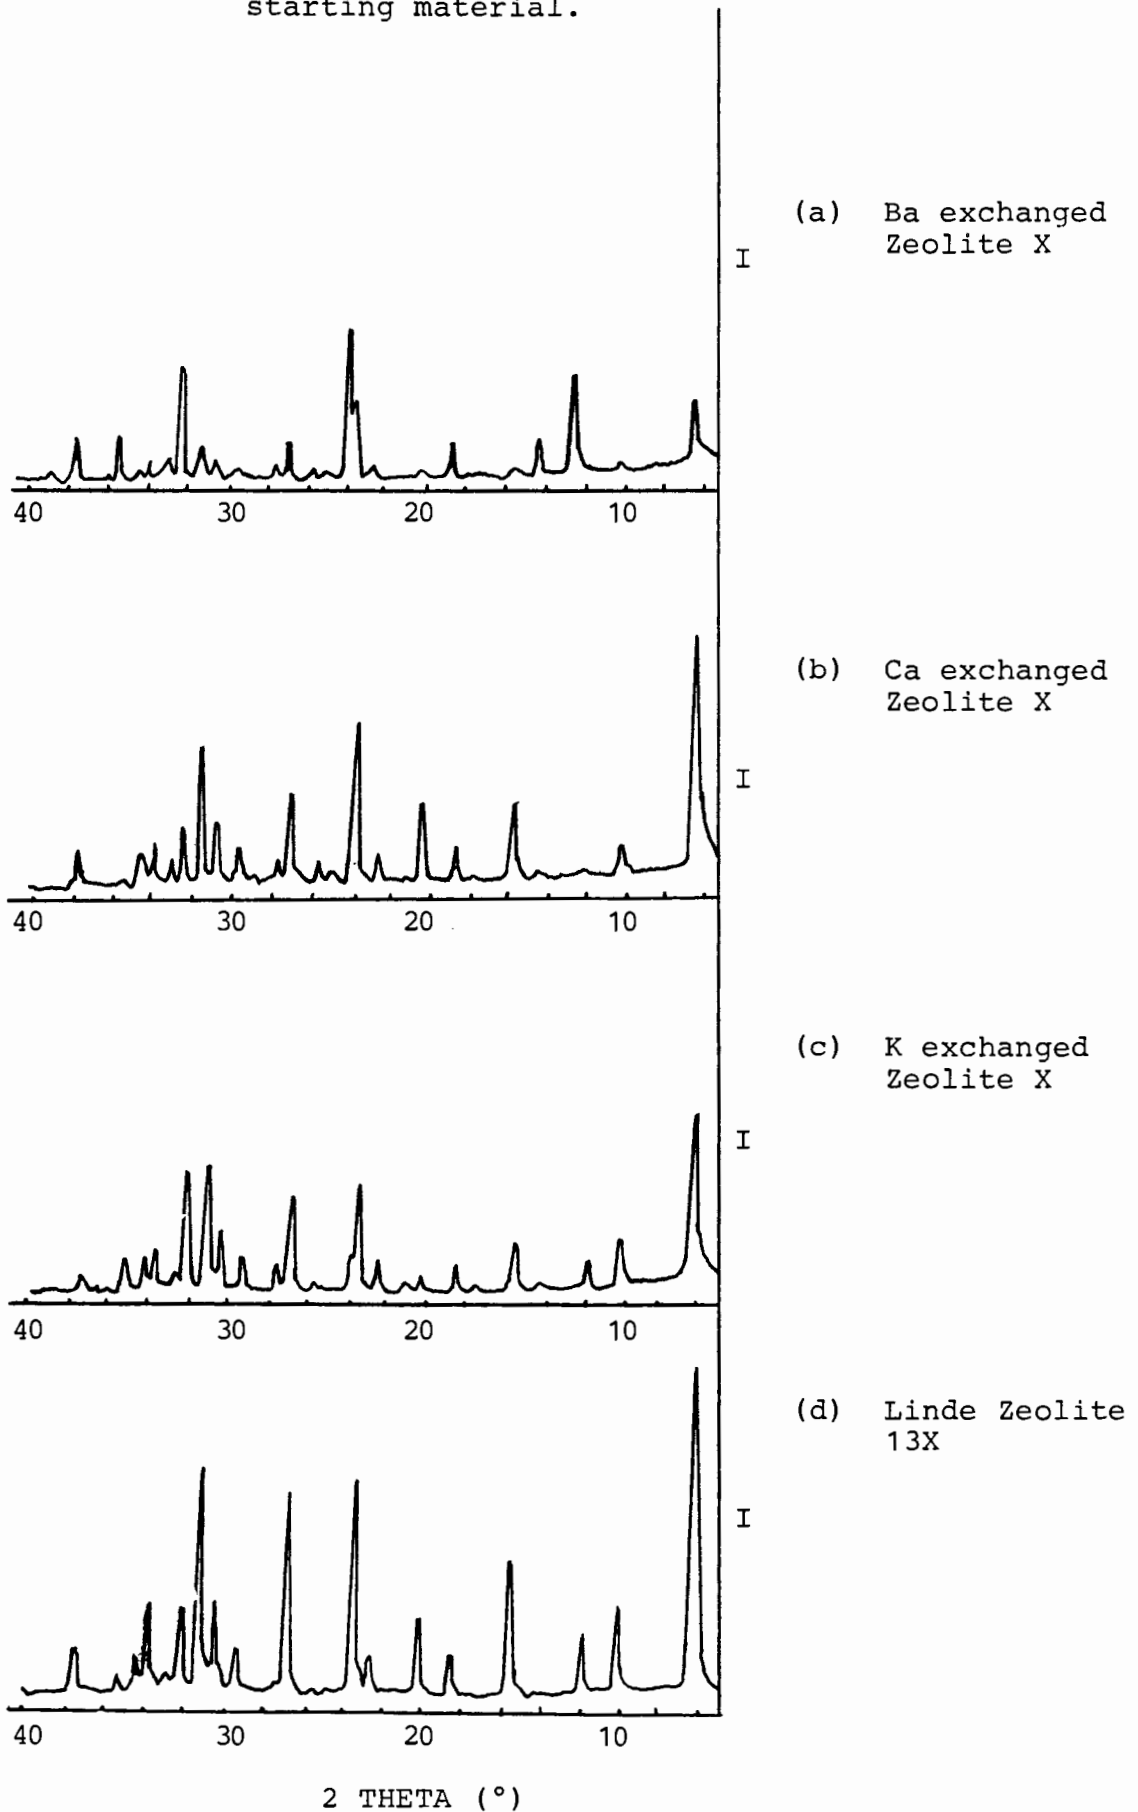 starting material.
(a) Ba exchanged
Zeolite X
I
40 30 20 10
(b) Ca exchanged
Zeolite X
I
40 30 20 10
(c) K exchanged
Zeolite X
I
40 30 20 10
(d) Linde Zeolite
13X
I
40 30 20 10
2 THETA (°)